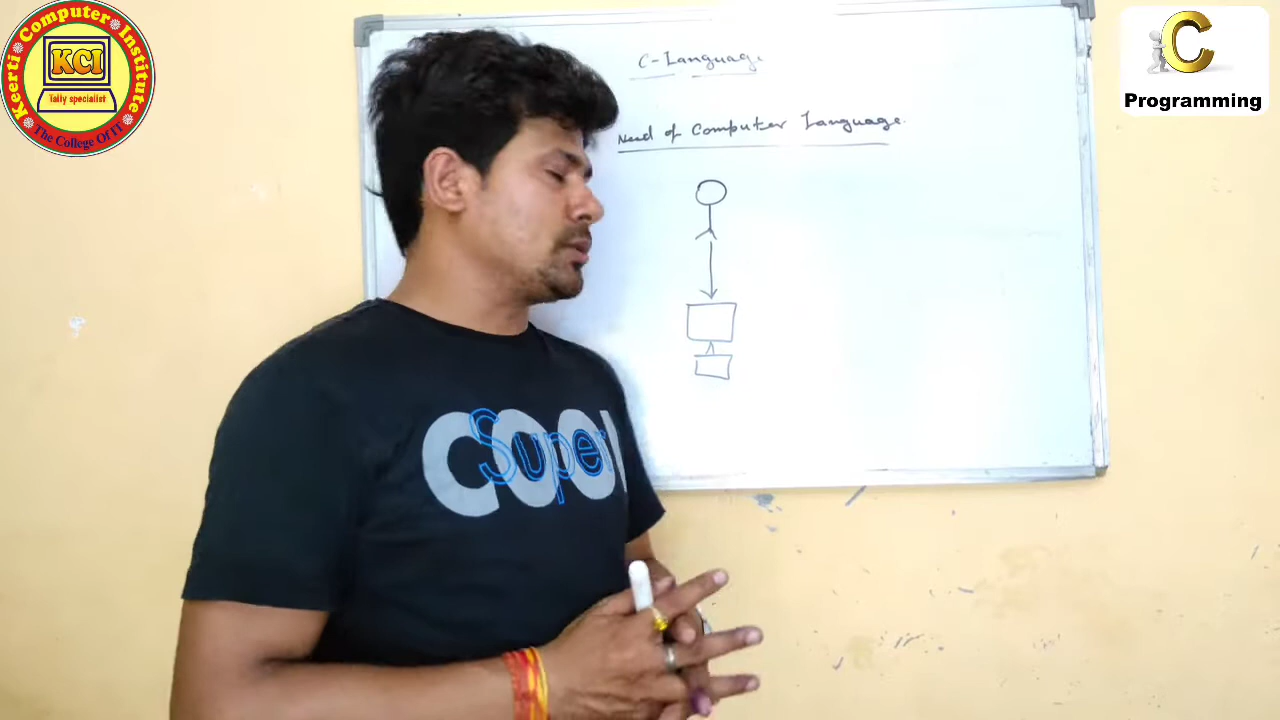 Keerti Computer Institute
KCI
Tally specialist
The College Of IT
C
Programming
C-Language
Need of Computer Language.
COOL
Super